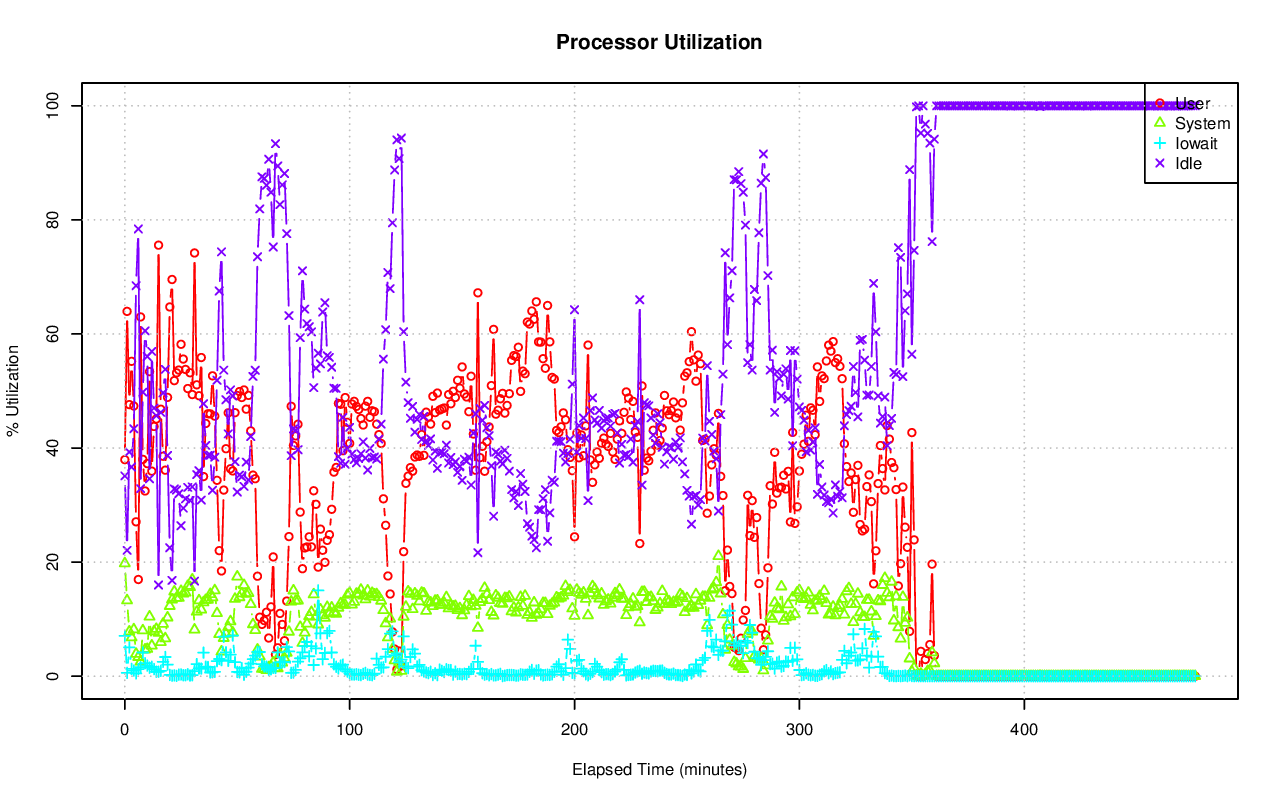 Processor Utilization
100
80
60
40
20
0
% Utilization
User
System
Iowait
Idle
0 100 200 300 400
Elapsed Time (minutes)